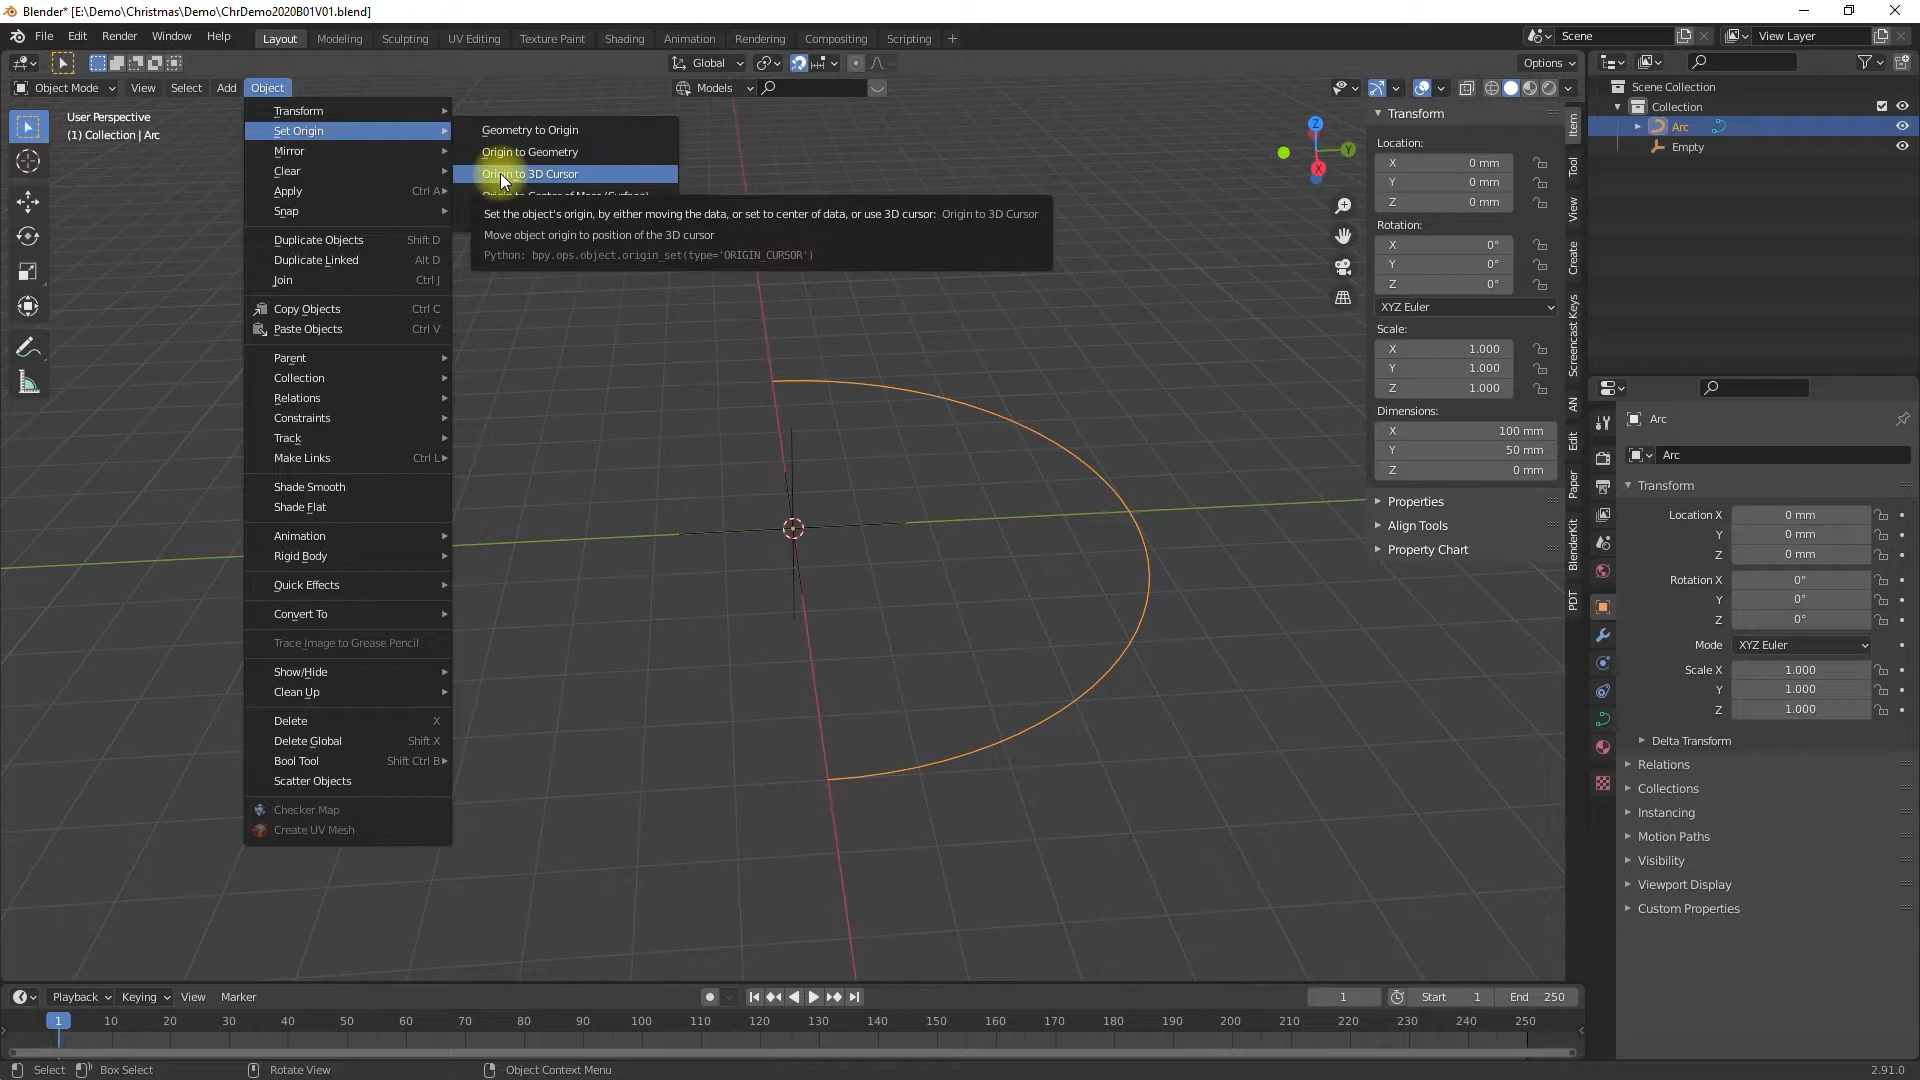 Blender* [E:\Demo\Christmas\Demo\ChrDemo2020B01V01.blend]
File Edit Render Window Help
Layout Modeling Sculpting UV Editing Texture Paint Shading Animation Rendering Compositing Scripting
Scene
View Layer
Global
Options
Object Mode View Select Add Object
Models
User Perspective
(1) Collection | Arc
Transform
Set Origin
Mirror
Clear
Apply Ctrl A
Snap
Duplicate Objects Shift D
Duplicate Linked Alt D
Join Ctrl J
Copy Objects Ctrl C
Paste Objects Ctrl V
Parent
Collection
Relations
Constraints
Track
Make Links Ctrl L
Shade Smooth
Shade Flat
Animation
Rigid Body
Quick Effects
Convert To
Trace Image to Grease Pencil
Show/Hide
Clean Up
Delete X
Delete Global Shift X
Bool Tool Shift Ctrl B
Scatter Objects
Checker Map
Create UV Mesh
Geometry to Origin
Origin to Geometry
Origin to 3D Cursor
Set the object's origin, by either moving the data, or set to center of data, or use 3D cursor: Origin to 3D Cursor
Move object origin to position of the 3D cursor
Python: bpy.ops.object.origin_set(type='ORIGIN_CURSOR')
Z
Y
X
Transform
Location:
X 0 mm
Y 0 mm
Z 0 mm
Rotation:
X 0°
Y 0°
Z 0°
XYZ Euler
Scale:
X 1.000
Y 1.000
Z 1.000
Dimensions:
X 100 mm
Y 50 mm
Z 0 mm
Properties
Align Tools
Property Chart
Item
Tool
View
Create
Screencast Keys
AN
Edit
Paper
BlenderKit
PDT
Scene Collection
Collection
Arc
Empty
Arc
Arc
Transform
Location X 0 mm
Y 0 mm
Z 0 mm
Rotation X 0°
Y 0°
Z 0°
Mode XYZ Euler
Scale X 1.000
Y 1.000
Z 1.000
Delta Transform
Relations
Collections
Instancing
Motion Paths
Visibility
Viewport Display
Custom Properties
Playback Keying View Marker
1 Start 1 End 250
1 10 20 30 40 50 60 70 80 90 100 110 120 130 140 150 160 170 180 190 200 210 220 230 240 250
Select Box Select Rotate View Object Context Menu 2.91.0